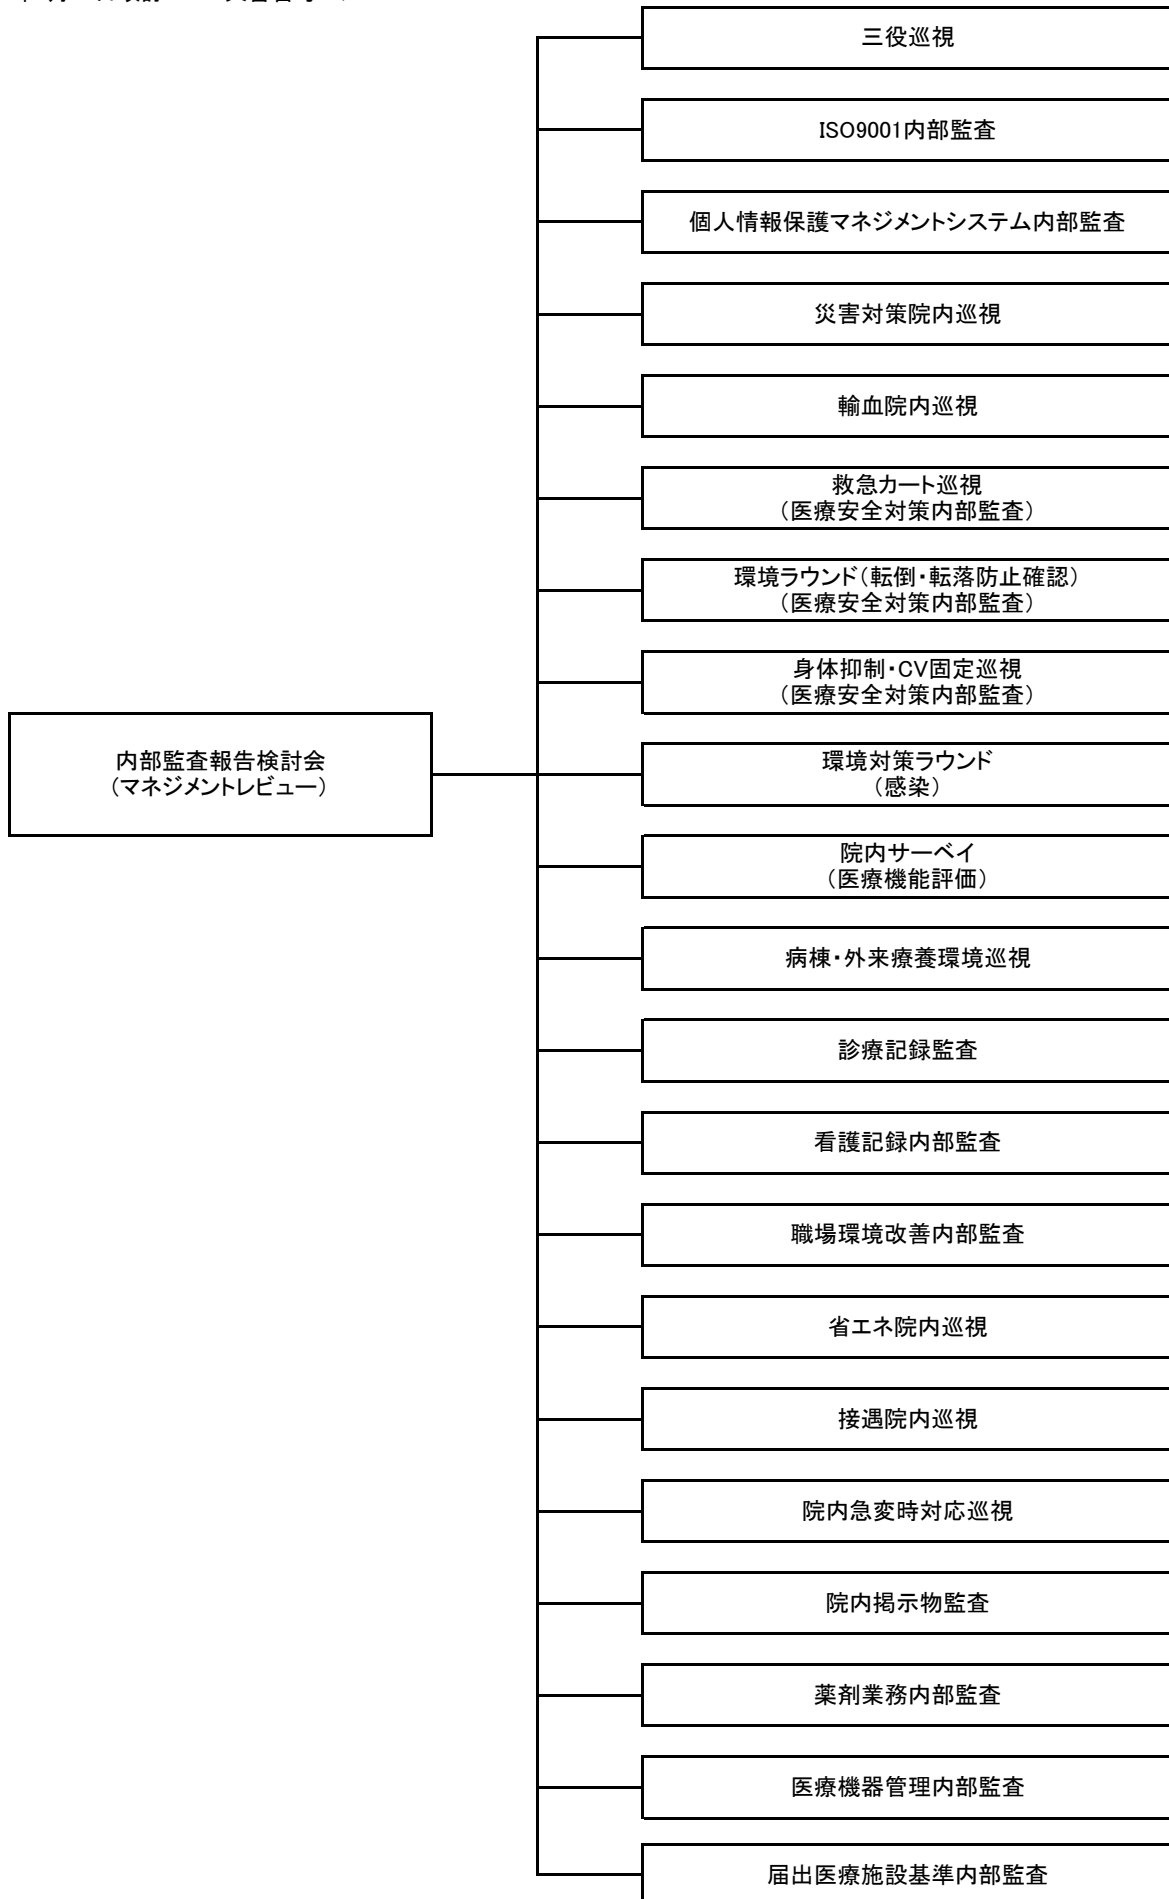 三役巡視
ISO9001内部監査
個人情報保護マネジメントシステム内部監査
災害対策院内巡視
輸血院内巡視
救急カート巡視
（医療安全対策内部監査）
環境ラウンド（転倒・転落防止確認）
（医療安全対策内部監査）
身体抑制・CV固定巡視
（医療安全対策内部監査）
内部監査報告検討会
（マネジメントレビュー）
環境対策ラウンド
（感染）
院内サーベイ
（医療機能評価）
病棟・外来療養環境巡視
診療記録監査
看護記録内部監査
職場環境改善内部監査
省エネ院内巡視
接遇院内巡視
院内急変時対応巡視
院内掲示物監査
薬剤業務内部監査
医療機器管理内部監査
届出医療施設基準内部監査